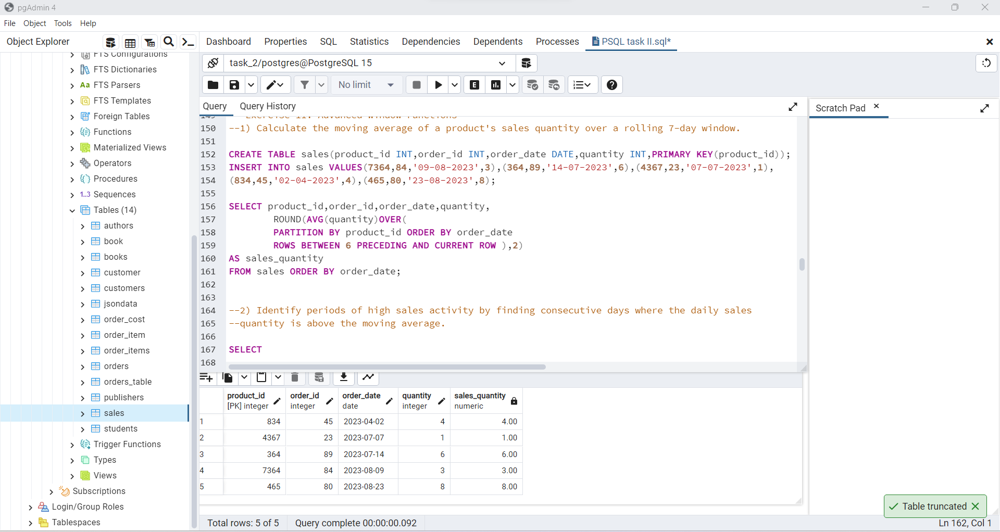 pgAdmin 4
File Object Tools Help
Object Explorer
Dashboard Properties SQL Statistics Dependencies Dependents Processes PSQL task II.sql*
FTS Configurations
FTS Dictionaries
Aa FTS Parsers
FTS Templates
Foreign Tables
Functions
Materialized Views
Operators
Procedures
1..3 Sequences
Tables (14)
authors
book
books
customer
customers
jsondata
order_cost
order_item
order_items
orders
orders_table
publishers
sales
students
Trigger Functions
Types
Views
Subscriptions
Login/Group Roles
Tablespaces
task_2/postgres@PostgreSQL 15
No limit
E
Query Query History
Scratch Pad
149 -- Exercise 11: Advanced Window Functions
150 --1) Calculate the moving average of a product's sales quantity over a rolling 7-day window.
151
152 CREATE TABLE sales(product_id INT,order_id INT,order_date DATE,quantity INT,PRIMARY KEY(product_id));
153 INSERT INTO sales VALUES(7364,84,'09-08-2023',3),(364,89,'14-07-2023',6),(4367,23,'07-07-2023',1),
154 (834,45,'02-04-2023',4),(465,80,'23-08-2023',8);
155
156 SELECT product_id,order_id,order_date,quantity,
157 ROUND(AVG(quantity)OVER(
158 PARTITION BY product_id ORDER BY order_date
159 ROWS BETWEEN 6 PRECEDING AND CURRENT ROW ),2)
160 AS sales_quantity
161 FROM sales ORDER BY order_date;
162
163
164 --2) Identify periods of high sales activity by finding consecutive days where the daily sales
165 --quantity is above the moving average.
166
167 SELECT
168
product_id order_id order_date quantity sales_quantity
[PK] integer integer date integer numeric
1 834 45 2023-04-02 4 4.00
2 4367 23 2023-07-07 1 1.00
3 364 89 2023-07-14 6 6.00
4 7364 84 2023-08-09 3 3.00
5 465 80 2023-08-23 8 8.00
Table truncated
Total rows: 5 of 5 Query complete 00:00:00.092 Ln 162, Col 1